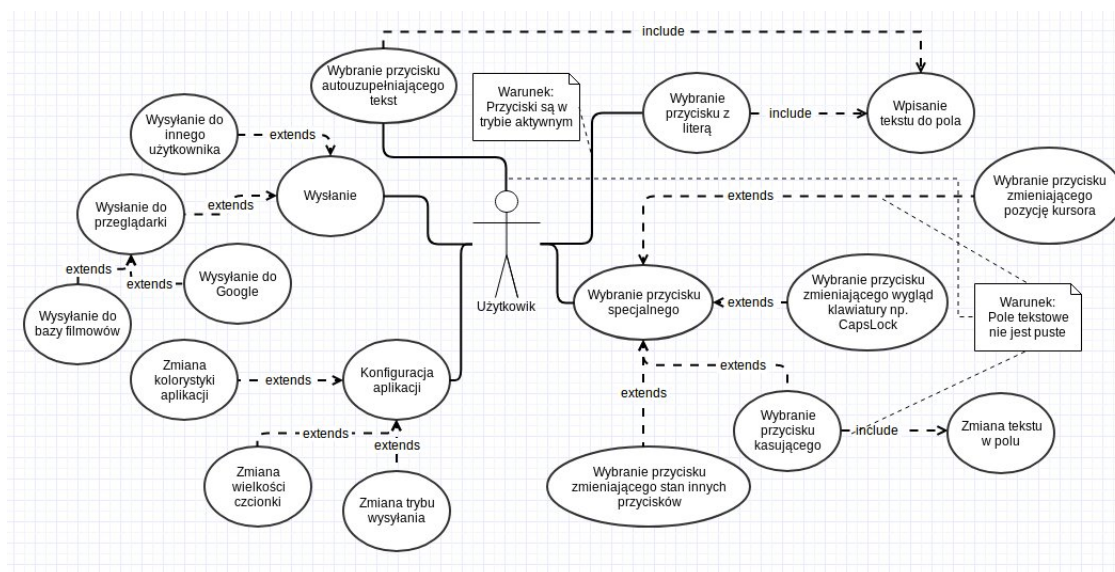 include
Wybranie przycisku
autouzupełniającego
tekst
Warunek:
Przyciski są w
trybie aktywnym
Wybranie
przycisku z
literą
include
Wpisanie
tekstu do pola
Wysyłanie do
innego
użytkownika
extends
Wysłanie do
przeglądarki
extends
Wysłanie
extends
Wybranie przycisku
zmieniającego
pozycję kursora
extends
Wysyłanie do
bazy filmowów
extends
Wysyłanie do
Google
Użytkowik
Wybranie przycisku
specjalnego
extends
Wybranie przycisku
zmieniającego wygląd
klawiatury np.
CapsLock
Warunek:
Pole tekstowe
nie jest puste
Zmiana
kolorystyki
aplikacji
extends
Konfiguracja
aplikacji
extends
extends
Wybranie
przycisku
kasującego
include
Zmiana tekstu
w polu
extends
extends
Zmiana
wielkości
czcionki
Zmiana trybu
wysyłania
Wybranie przycisku
zmieniającego stan innych
przycisków